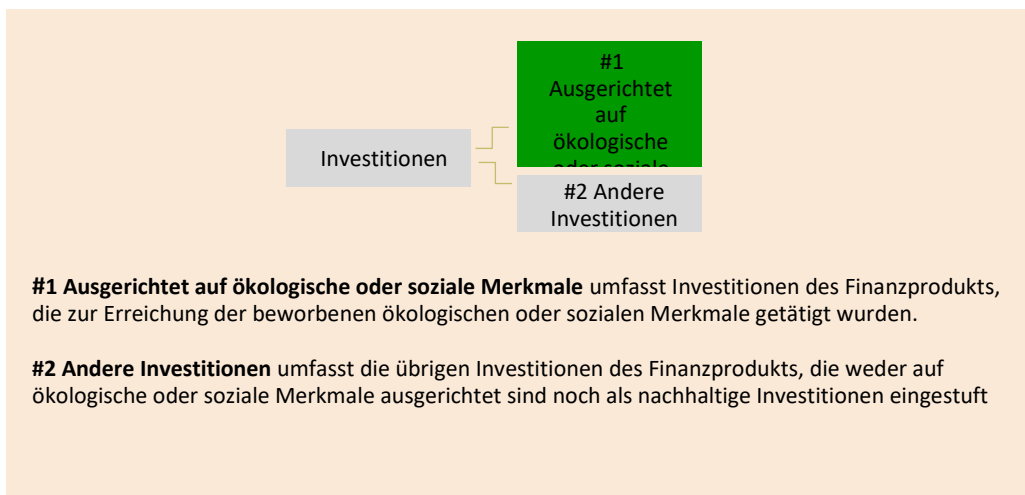 #1
Ausgerichtet
auf
ökologische
oder soziale
Investitionen
#2 Andere
Investitionen
#1 Ausgerichtet auf ökologische oder soziale Merkmale umfasst Investitionen des Finanzprodukts,
die zur Erreichung der beworbenen ökologischen oder sozialen Merkmale getätigt wurden.
#2 Andere Investitionen umfasst die übrigen Investitionen des Finanzprodukts, die weder auf
ökologische oder soziale Merkmale ausgerichtet sind noch als nachhaltige Investitionen eingestuft